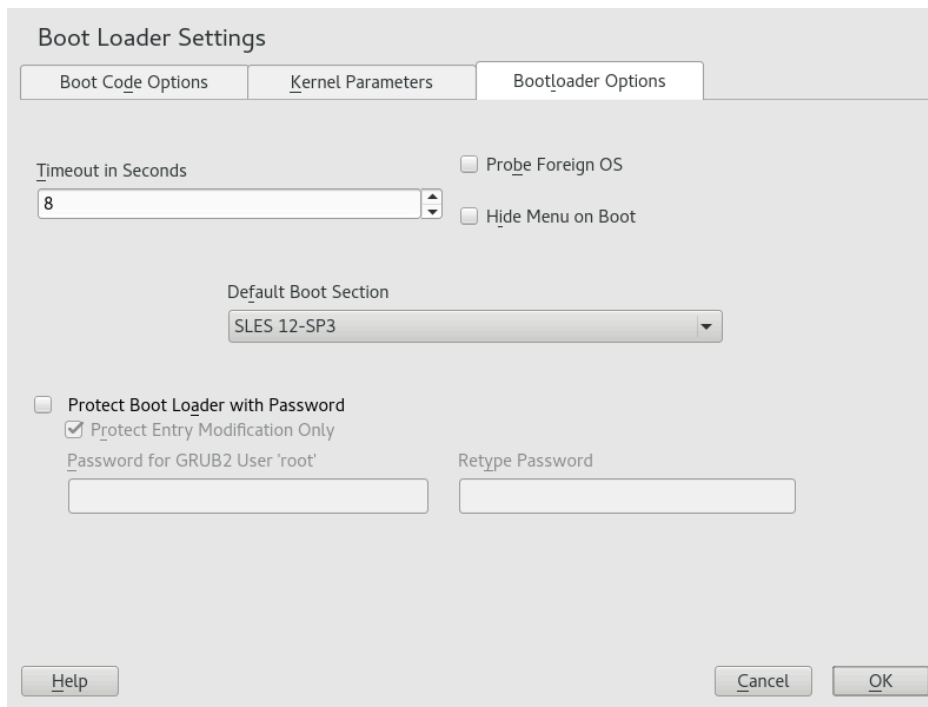 Boot Loader Settings
Boot Code Options
Kernel Parameters
Bootloader Options
Timeout in Seconds
8
Probe Foreign OS
Hide Menu on Boot
Default Boot Section
SLES 12-SP3
Protect Boot Loader with Password
Protect Entry Modification Only
Password for GRUB2 User 'root'
Retype Password
Help
Cancel
OK